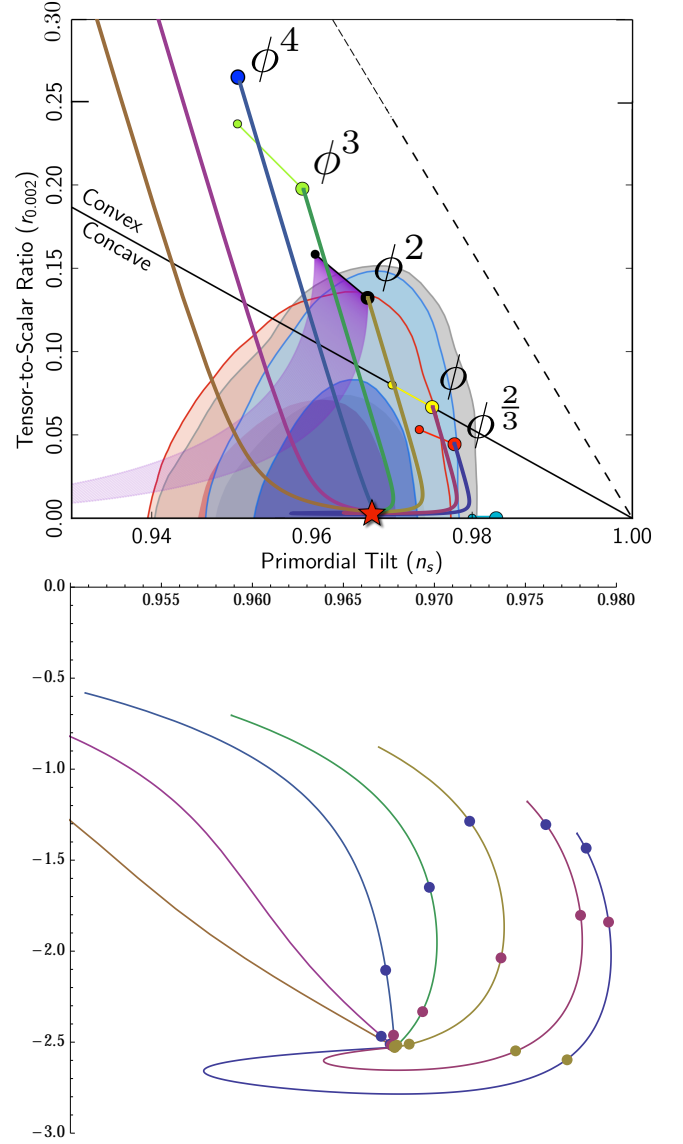 0.30
ϕ⁴
0.25
ϕ³
0.20
Convex
Concave
ϕ²
0.15
0.10
ϕ
ϕ^{2/3}
0.05
0.00
Tensor-to-Scalar Ratio (r₀.₀₀₂)
0.94 0.96 0.98 1.00
Primordial Tilt (nₛ)
0.0
0.955 0.960 0.965 0.970 0.975 0.980
−0.5
−1.0
−1.5
−2.0
−2.5
−3.0